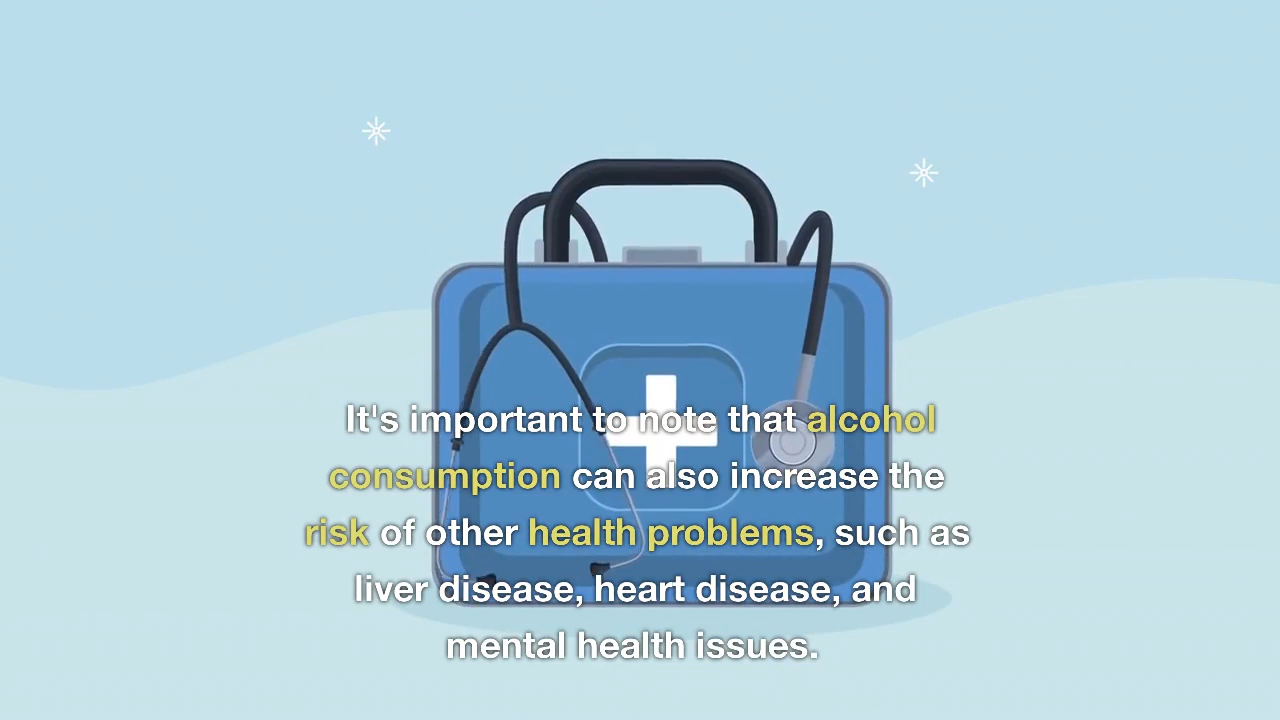 It's important to note that alcohol
consumption can also increase the
risk of other health problems, such as
liver disease, heart disease, and
mental health issues.